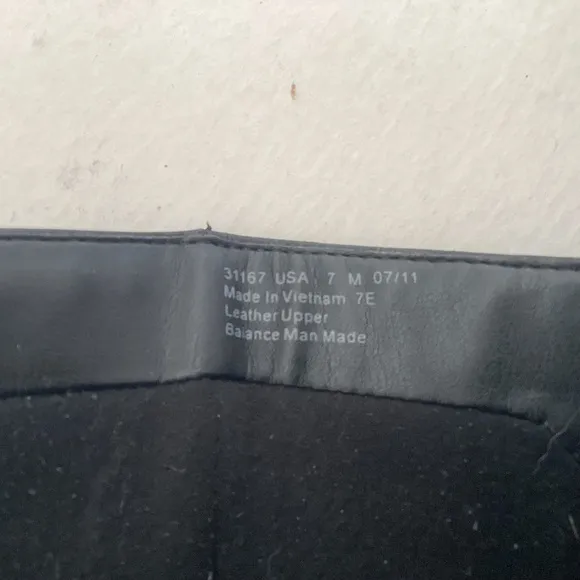 31167 USA 7 M 07/11
Made In Vietnam 7E
Leather Upper
Balance Man Made